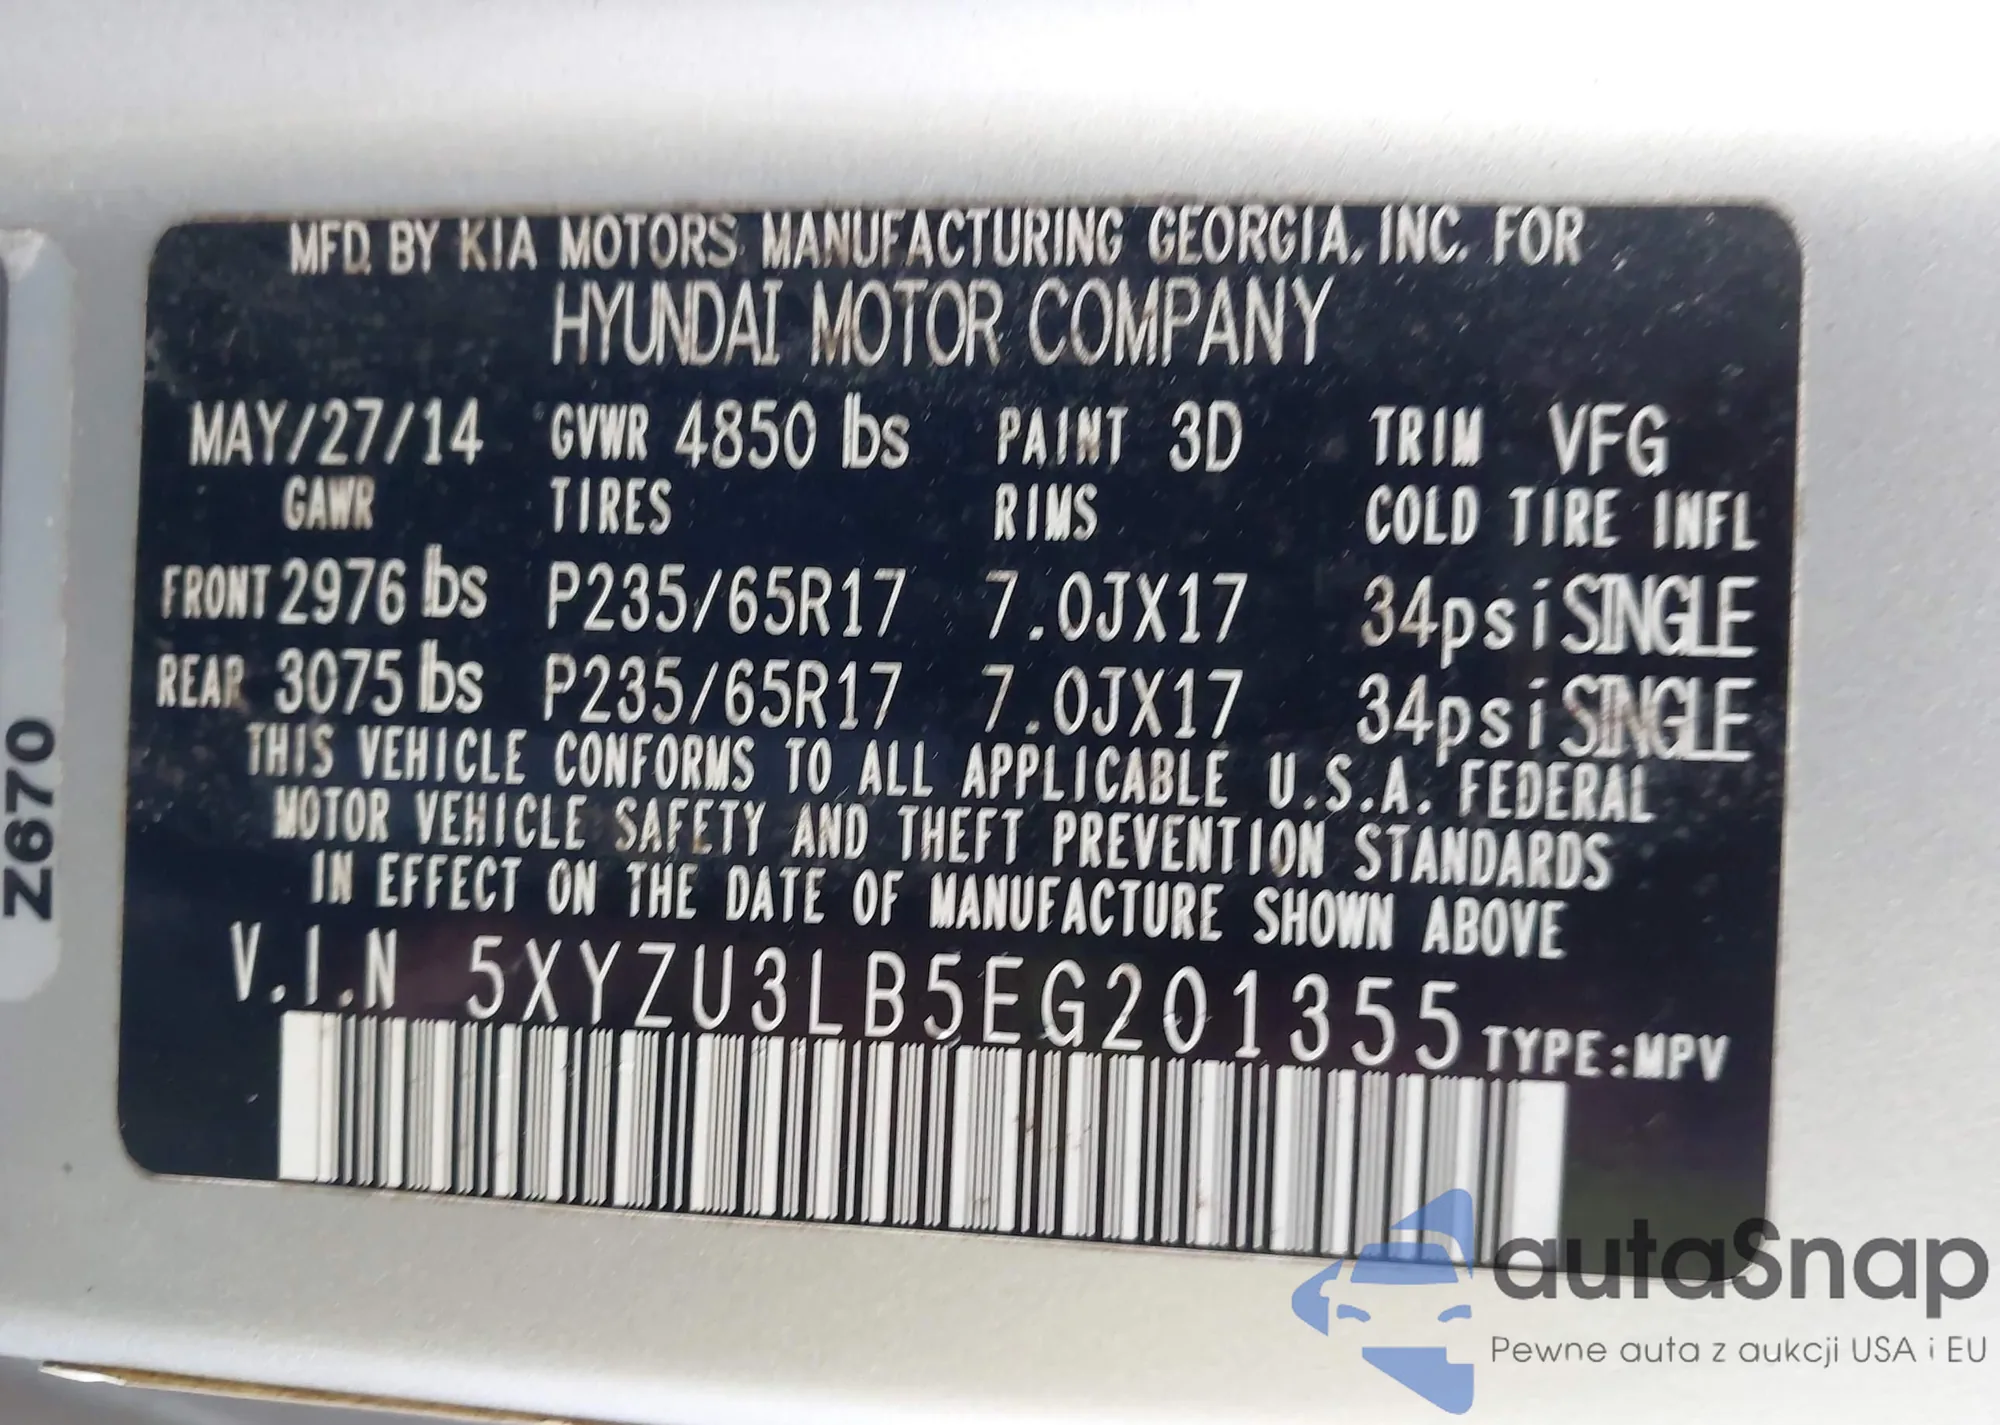 MFD. BY KIA MOTORS MANUFACTURING GEORGIA, INC. FOR
HYUNDAI MOTOR COMPANY
MAY/27/14 GVWR 4850 lbs PAINT 3D TRIM VFG
GAWR TIRES RIMS COLD TIRE INFL
FRONT 2976 lbs P235/65R17 7.0JX17 34psi SINGLE
REAR 3075 lbs P235/65R17 7.0JX17 34psi SINGLE
THIS VEHICLE CONFORMS TO ALL APPLICABLE U.S.A. FEDERAL
MOTOR VEHICLE SAFETY AND THEFT PREVENTION STANDARDS
IN EFFECT ON THE DATE OF MANUFACTURE SHOWN ABOVE
V.I.N 5XYZU3LB5EG201355 TYPE:MPV
Z670
autaSnap
Pewne auta z aukcji USA i EU